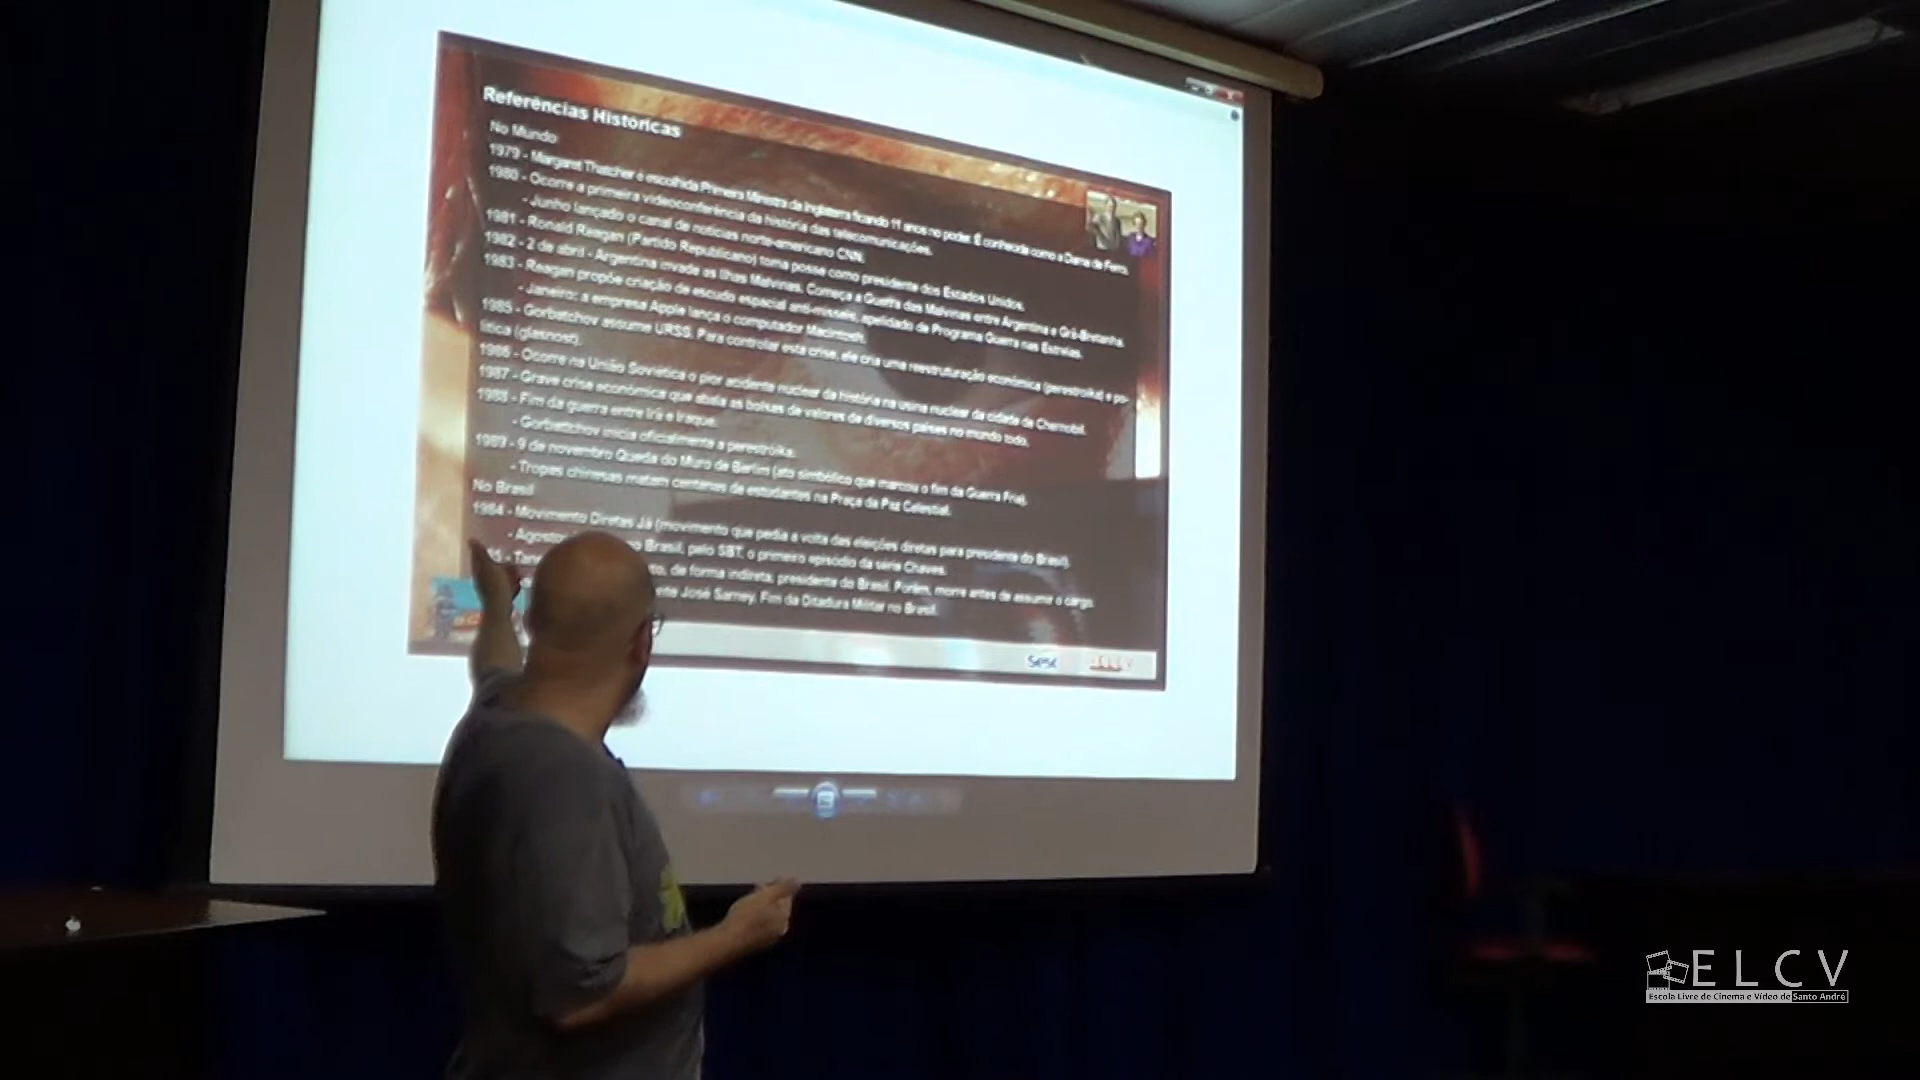 Referências Históricas
No Mundo
1979 - Margaret Thatcher é escolhida Primeira Ministra da Inglaterra ficando 11 anos no poder. É conhecida como a Dama de Ferro.
1980 - Ocorre a primeira videoconferência da história das telecomunicações.
- Junho lançado o canal de notícias norte-americano CNN.
1981 - Ronald Reagan (Partido Republicano) toma posse como presidente dos Estados Unidos.
1982 - 2 de abril - Argentina invade as Ilhas Malvinas. Começa a Guerra das Malvinas entre Argentina e Grã-Bretanha.
1983 - Reagan propõe criação de escudo espacial anti-mísseis, apelidado de Programa Guerra nas Estrelas.
- Janeiro: a empresa Apple lança o computador Macintosh.
1985 - Gorbatchov assume URSS. Para controlar esta crise, ele cria uma reestruturação econômica (perestroika) e po-
lítica (glasnost).
1986 - Ocorre na União Soviética o pior acidente nuclear da história na usina nuclear da cidade de Chernobil.
1987 - Grave crise econômica que abala as bolsas de valores de diversos países no mundo todo.
1988 - Fim da guerra entre Irã e Iraque.
- Gorbatchov inicia oficialmente a perestroika.
1989 - 9 de novembro Queda do Muro de Berlim (ato simbólico que marcou o fim da Guerra Fria).
- Tropas chinesas matam centenas de estudantes na Praça da Paz Celestial.
No Brasil
1984 - Movimento Diretas Já (movimento que pedia a volta das eleições diretas para presidente do Brasil).
- Agosto no Brasil, pelo SBT, o primeiro episódio da série Chaves.
de forma indireta, presidente do Brasil. Porém, morre antes de assumir o cargo.
José Sarney. Fim da Ditadura Militar no Brasil.
Sesc ELCV
ELCV
Escola Livre de Cinema e Vídeo de Santo André